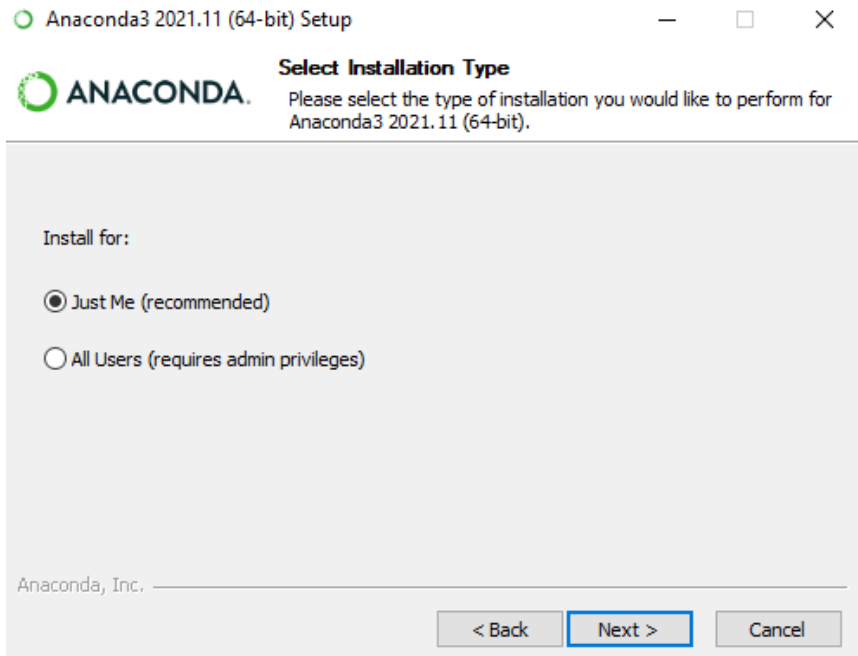 Anaconda3 2021.11 (64-bit) Setup
ANACONDA.
Select Installation Type
Please select the type of installation you would like to perform for
Anaconda3 2021.11 (64-bit).
Install for:
Just Me (recommended)
All Users (requires admin privileges)
Anaconda, Inc.
< Back Next > Cancel